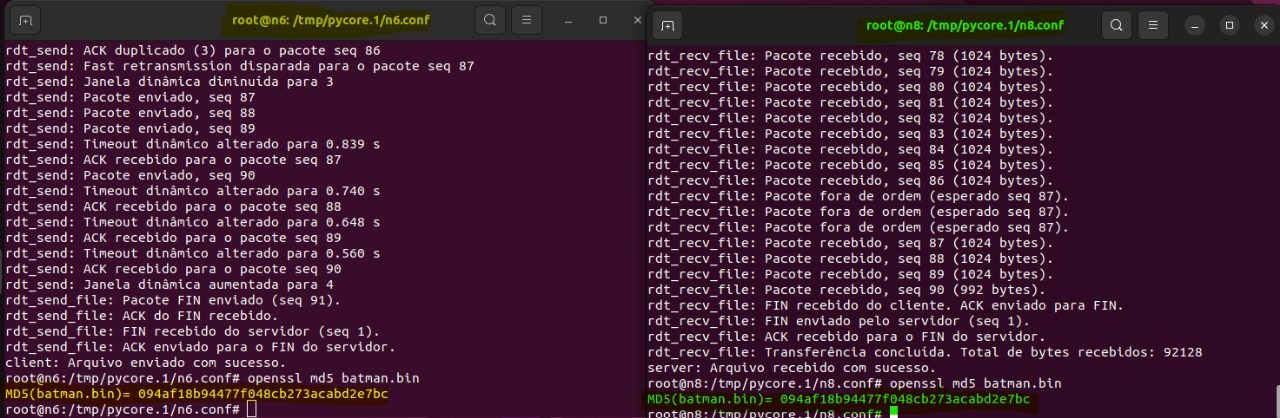 root@n6: /tmp/pycore.1/n6.conf
rdt_send: ACK duplicado (3) para o pacote seq 86
rdt_send: Fast retransmission disparada para o pacote seq 87
rdt_send: Janela dinâmica diminuída para 3
rdt_send: Pacote enviado, seq 87
rdt_send: Pacote enviado, seq 88
rdt_send: Pacote enviado, seq 89
rdt_send: Timeout dinâmico alterado para 0.839 s
rdt_send: ACK recebido para o pacote seq 87
rdt_send: Pacote enviado, seq 90
rdt_send: Timeout dinâmico alterado para 0.740 s
rdt_send: ACK recebido para o pacote seq 88
rdt_send: Timeout dinâmico alterado para 0.648 s
rdt_send: ACK recebido para o pacote seq 89
rdt_send: Timeout dinâmico alterado para 0.560 s
rdt_send: ACK recebido para o pacote seq 90
rdt_send: Janela dinâmica aumentada para 4
rdt_send_file: Pacote FIN enviado (seq 91).
rdt_send_file: ACK do FIN recebido.
rdt_send_file: FIN recebido do servidor (seq 1).
rdt_send_file: ACK enviado para o FIN do servidor.
client: Arquivo enviado com sucesso.
root@n6:/tmp/pycore.1/n6.conf# openssl md5 batman.bin
MD5(batman.bin)= 094af18b94477f048cb273acabd2e7bc
root@n6:/tmp/pycore.1/n6.conf#
root@n8: /tmp/pycore.1/n8.conf
rdt_recv_file: Pacote recebido, seq 78 (1024 bytes).
rdt_recv_file: Pacote recebido, seq 79 (1024 bytes).
rdt_recv_file: Pacote recebido, seq 80 (1024 bytes).
rdt_recv_file: Pacote recebido, seq 81 (1024 bytes).
rdt_recv_file: Pacote recebido, seq 82 (1024 bytes).
rdt_recv_file: Pacote recebido, seq 83 (1024 bytes).
rdt_recv_file: Pacote recebido, seq 84 (1024 bytes).
rdt_recv_file: Pacote recebido, seq 85 (1024 bytes).
rdt_recv_file: Pacote recebido, seq 86 (1024 bytes).
rdt_recv_file: Pacote fora de ordem (esperado seq 87).
rdt_recv_file: Pacote fora de ordem (esperado seq 87).
rdt_recv_file: Pacote fora de ordem (esperado seq 87).
rdt_recv_file: Pacote recebido, seq 87 (1024 bytes).
rdt_recv_file: Pacote recebido, seq 88 (1024 bytes).
rdt_recv_file: Pacote recebido, seq 89 (1024 bytes).
rdt_recv_file: Pacote recebido, seq 90 (992 bytes).
rdt_recv_file: FIN recebido do cliente. ACK enviado para FIN.
rdt_recv_file: FIN enviado pelo servidor (seq 1).
rdt_recv_file: ACK recebido para o FIN do servidor.
rdt_recv_file: Transferência concluída. Total de bytes recebidos: 92128
server: Arquivo recebido com sucesso.
root@n8:/tmp/pycore.1/n8.conf# openssl md5 batman.bin
MD5(batman.bin)= 094af18b94477f048cb273acabd2e7bc
root@n8:/tmp/pycore.1/n8.conf#